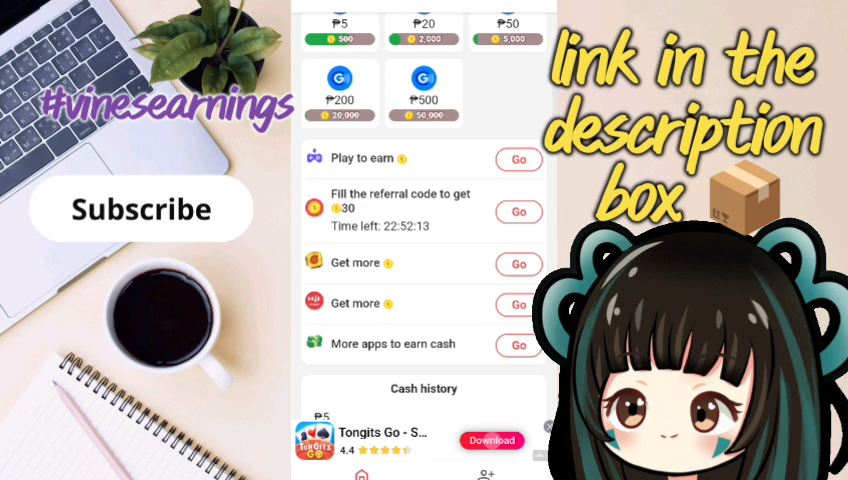 ₱5
₱20
₱50
500
2,000
5,000
#vinesearnings
Subscribe
G
G
₱200
₱500
20,000
50,000
Play to earn
Go
Fill the referral code to get
30
Time left: 22:52:13
Go
Get more
Go
Get more
Go
More apps to earn cash
Go
Cash history
₱5
TONGITS
GO
Tongits Go - S...
4.4
Download
link in the
description
box